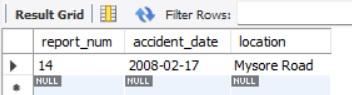 Result Grid Filter Rows:
report_num accident_date location
14 2008-02-17 Mysore Road
NULL NULL NULL